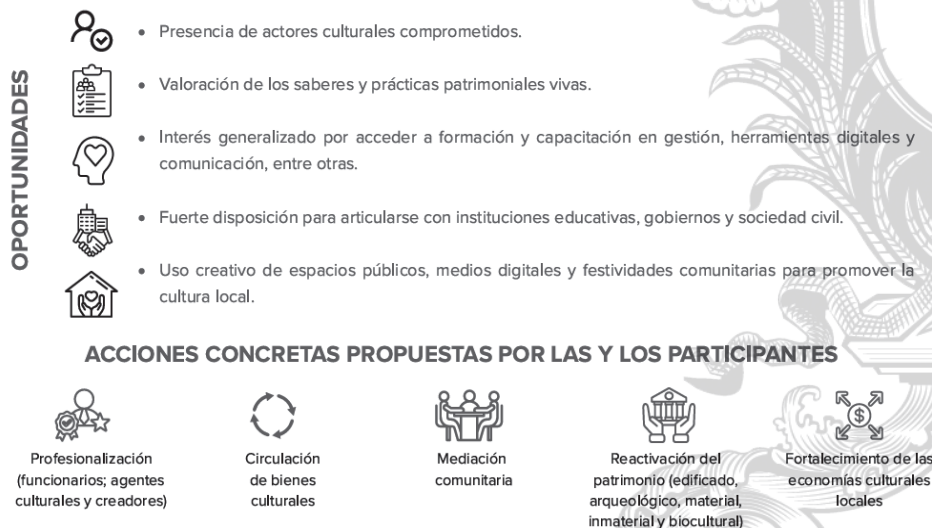 OPORTUNIDADES
• Presencia de actores culturales comprometidos.
• Valoración de los saberes y prácticas patrimoniales vivas.
• Interés generalizado por acceder a formación y capacitación en gestión, herramientas digitales y
comunicación, entre otras.
• Fuerte disposición para articularse con instituciones educativas, gobiernos y sociedad civil.
• Uso creativo de espacios públicos, medios digitales y festividades comunitarias para promover la
cultura local.
ACCIONES CONCRETAS PROPUESTAS POR LAS Y LOS PARTICIPANTES
Profesionalización
(funcionarios; agentes
culturales y creadores)
Circulación
de bienes
culturales
Mediación
comunitaria
Reactivación del
patrimonio (edificado,
arqueológico, material,
inmaterial y biocultural)
$
Fortalecimiento de las
economías culturales
locales